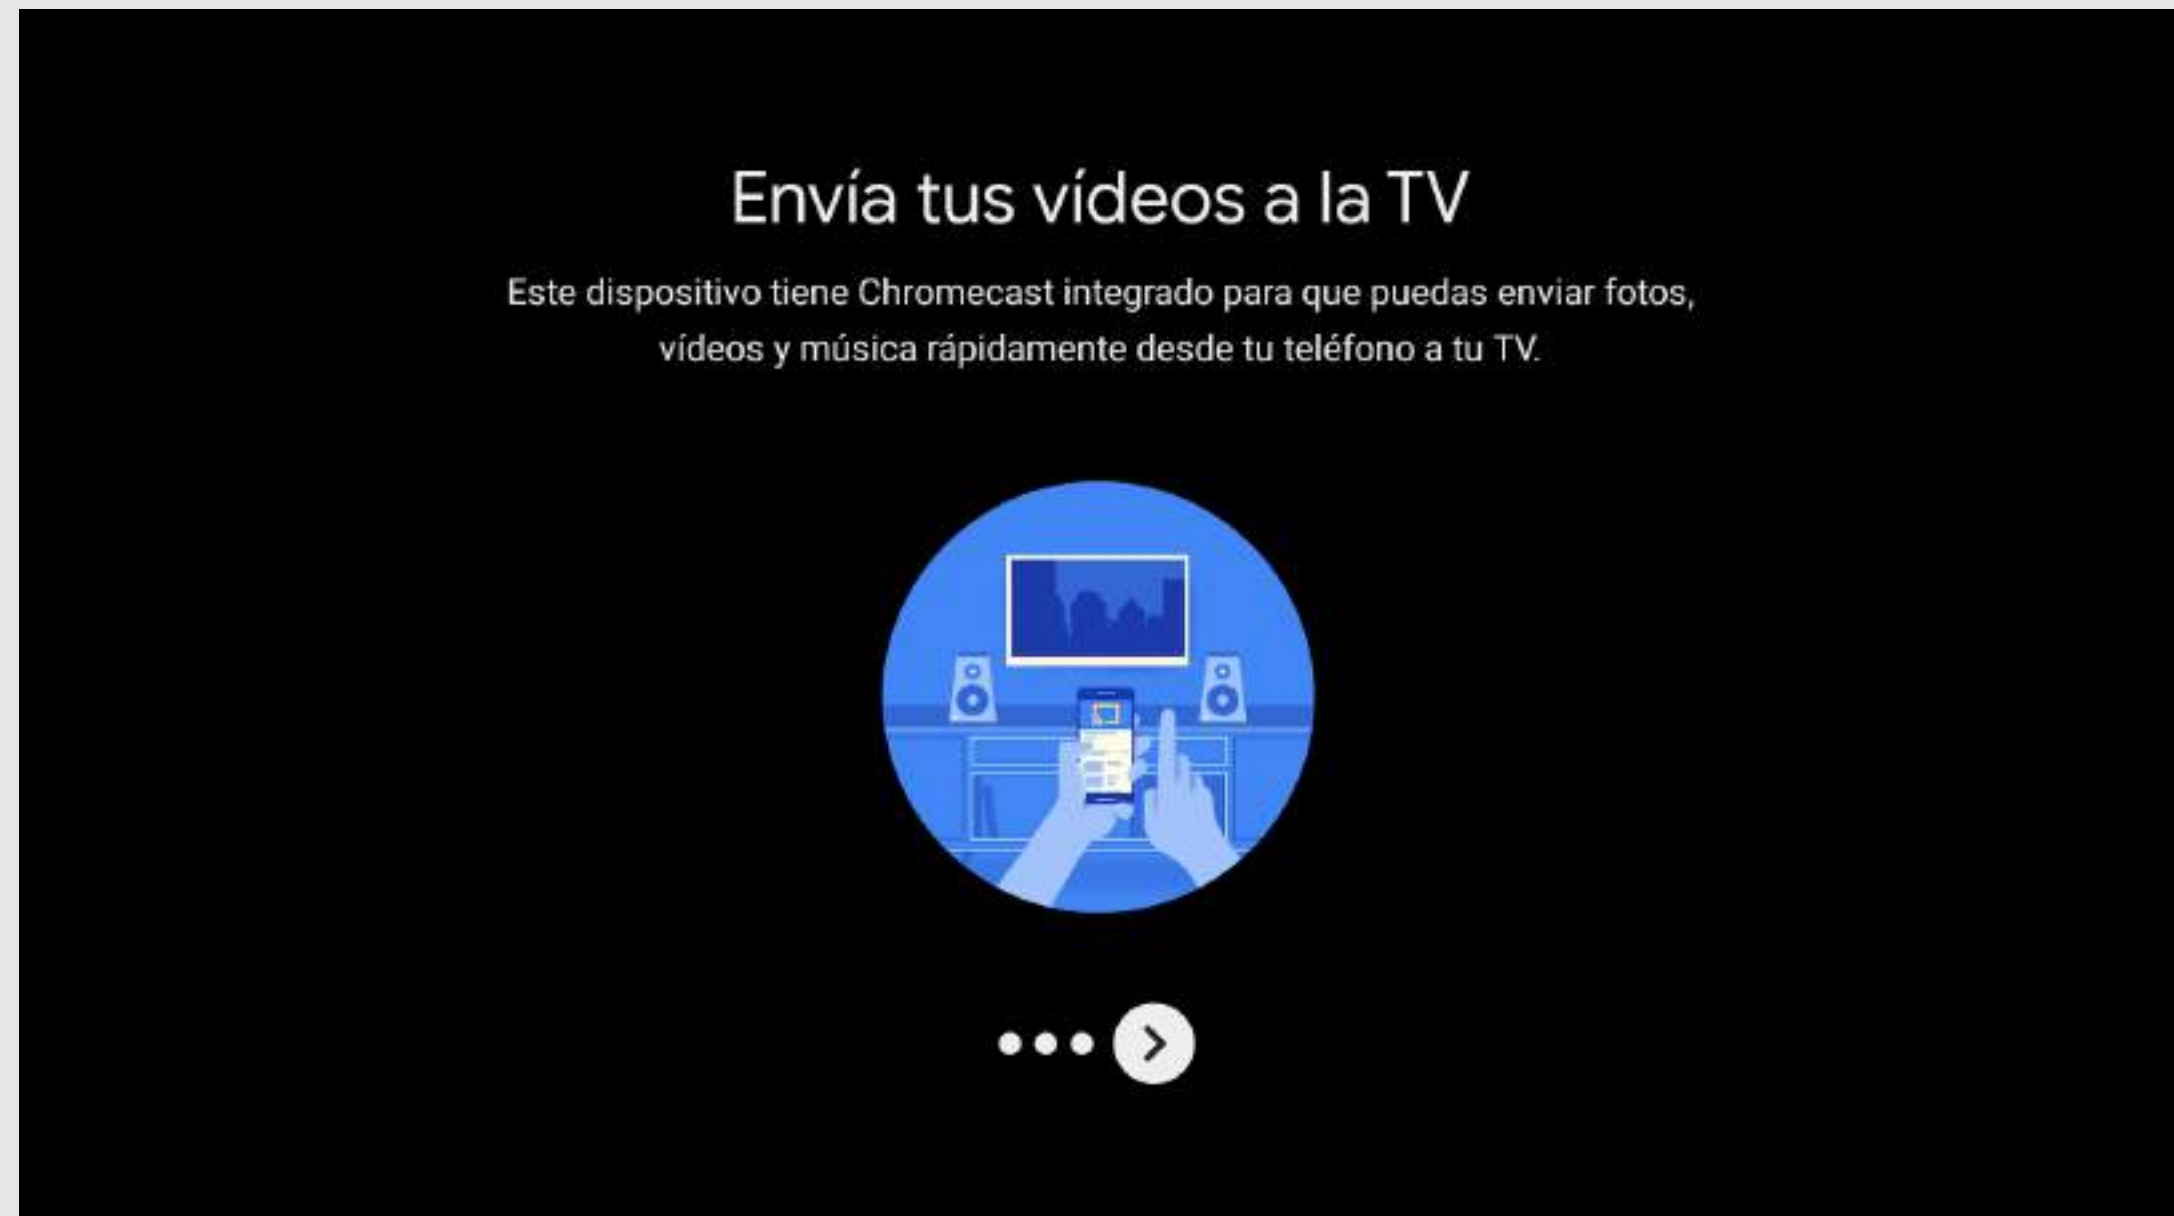 Envía tus vídeos a la TV
Este dispositivo tiene Chromecast integrado para que puedas enviar fotos,
vídeos y música rápidamente desde tu teléfono a tu TV.